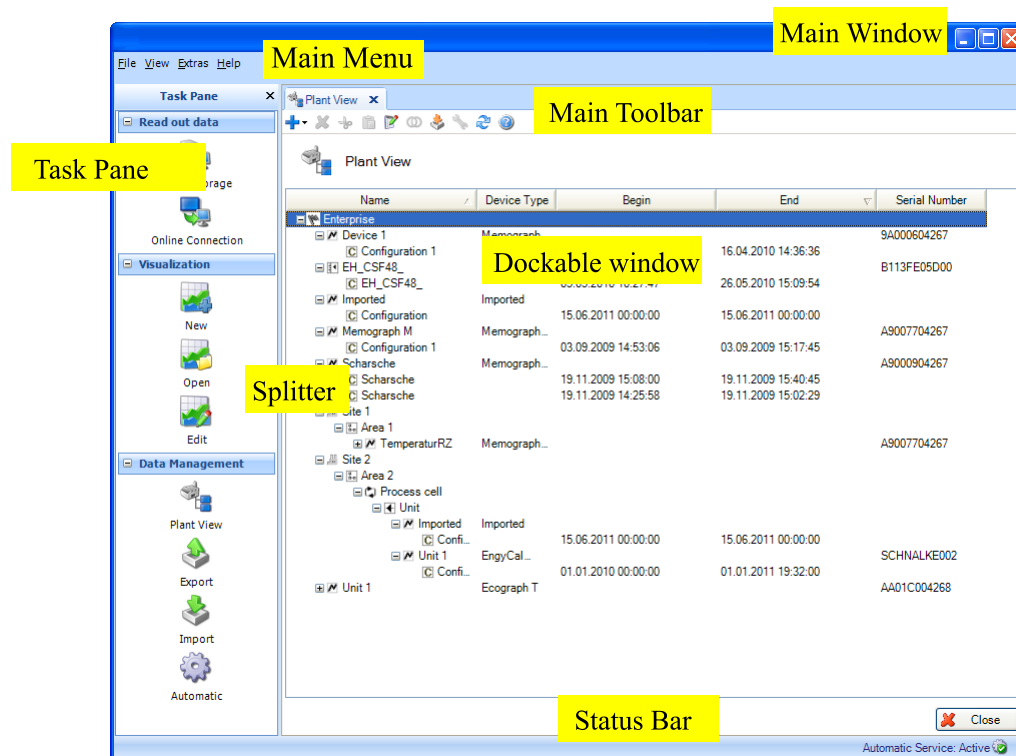 Main Window
File View Extras Help
Main Menu
Task Pane
Plant View
Main Toolbar
Read out data
Plant View
Task Pane
orage
Online Connection
Visualization
New
Open
Edit
Data Management
Plant View
Export
Import
Automatic
Splitter
Name Device Type Begin End Serial Number
Enterprise
Device 1 Memograph... 9A000604267
Configuration 1 16.04.2010 14:36:36
Dockable window
EH_CSF48_ B113FE05D00
EH_CSF48_ 26.05.2010 15:09:54
Imported Imported
Configuration 15.06.2011 00:00:00 15.06.2011 00:00:00
Memograph M Memograph... A9007704267
Configuration 1 03.09.2009 14:53:06 03.09.2009 15:17:45
Scharsche Memograph... A9000904267
Scharsche 19.11.2009 15:08:00 19.11.2009 15:40:45
Scharsche 19.11.2009 14:25:58 19.11.2009 15:02:29
Site 1
Area 1
TemperaturRZ Memograph... A9007704267
Site 2
Area 2
Process cell
Unit
Imported Imported
Confi... 15.06.2011 00:00:00 15.06.2011 00:00:00
Unit 1 EngyCal... SCHNALKE002
Confi... 01.01.2010 00:00:00 01.01.2011 19:32:00
Unit 1 Ecograph T AA01C004268
Status Bar
Close
Automatic Service: Active